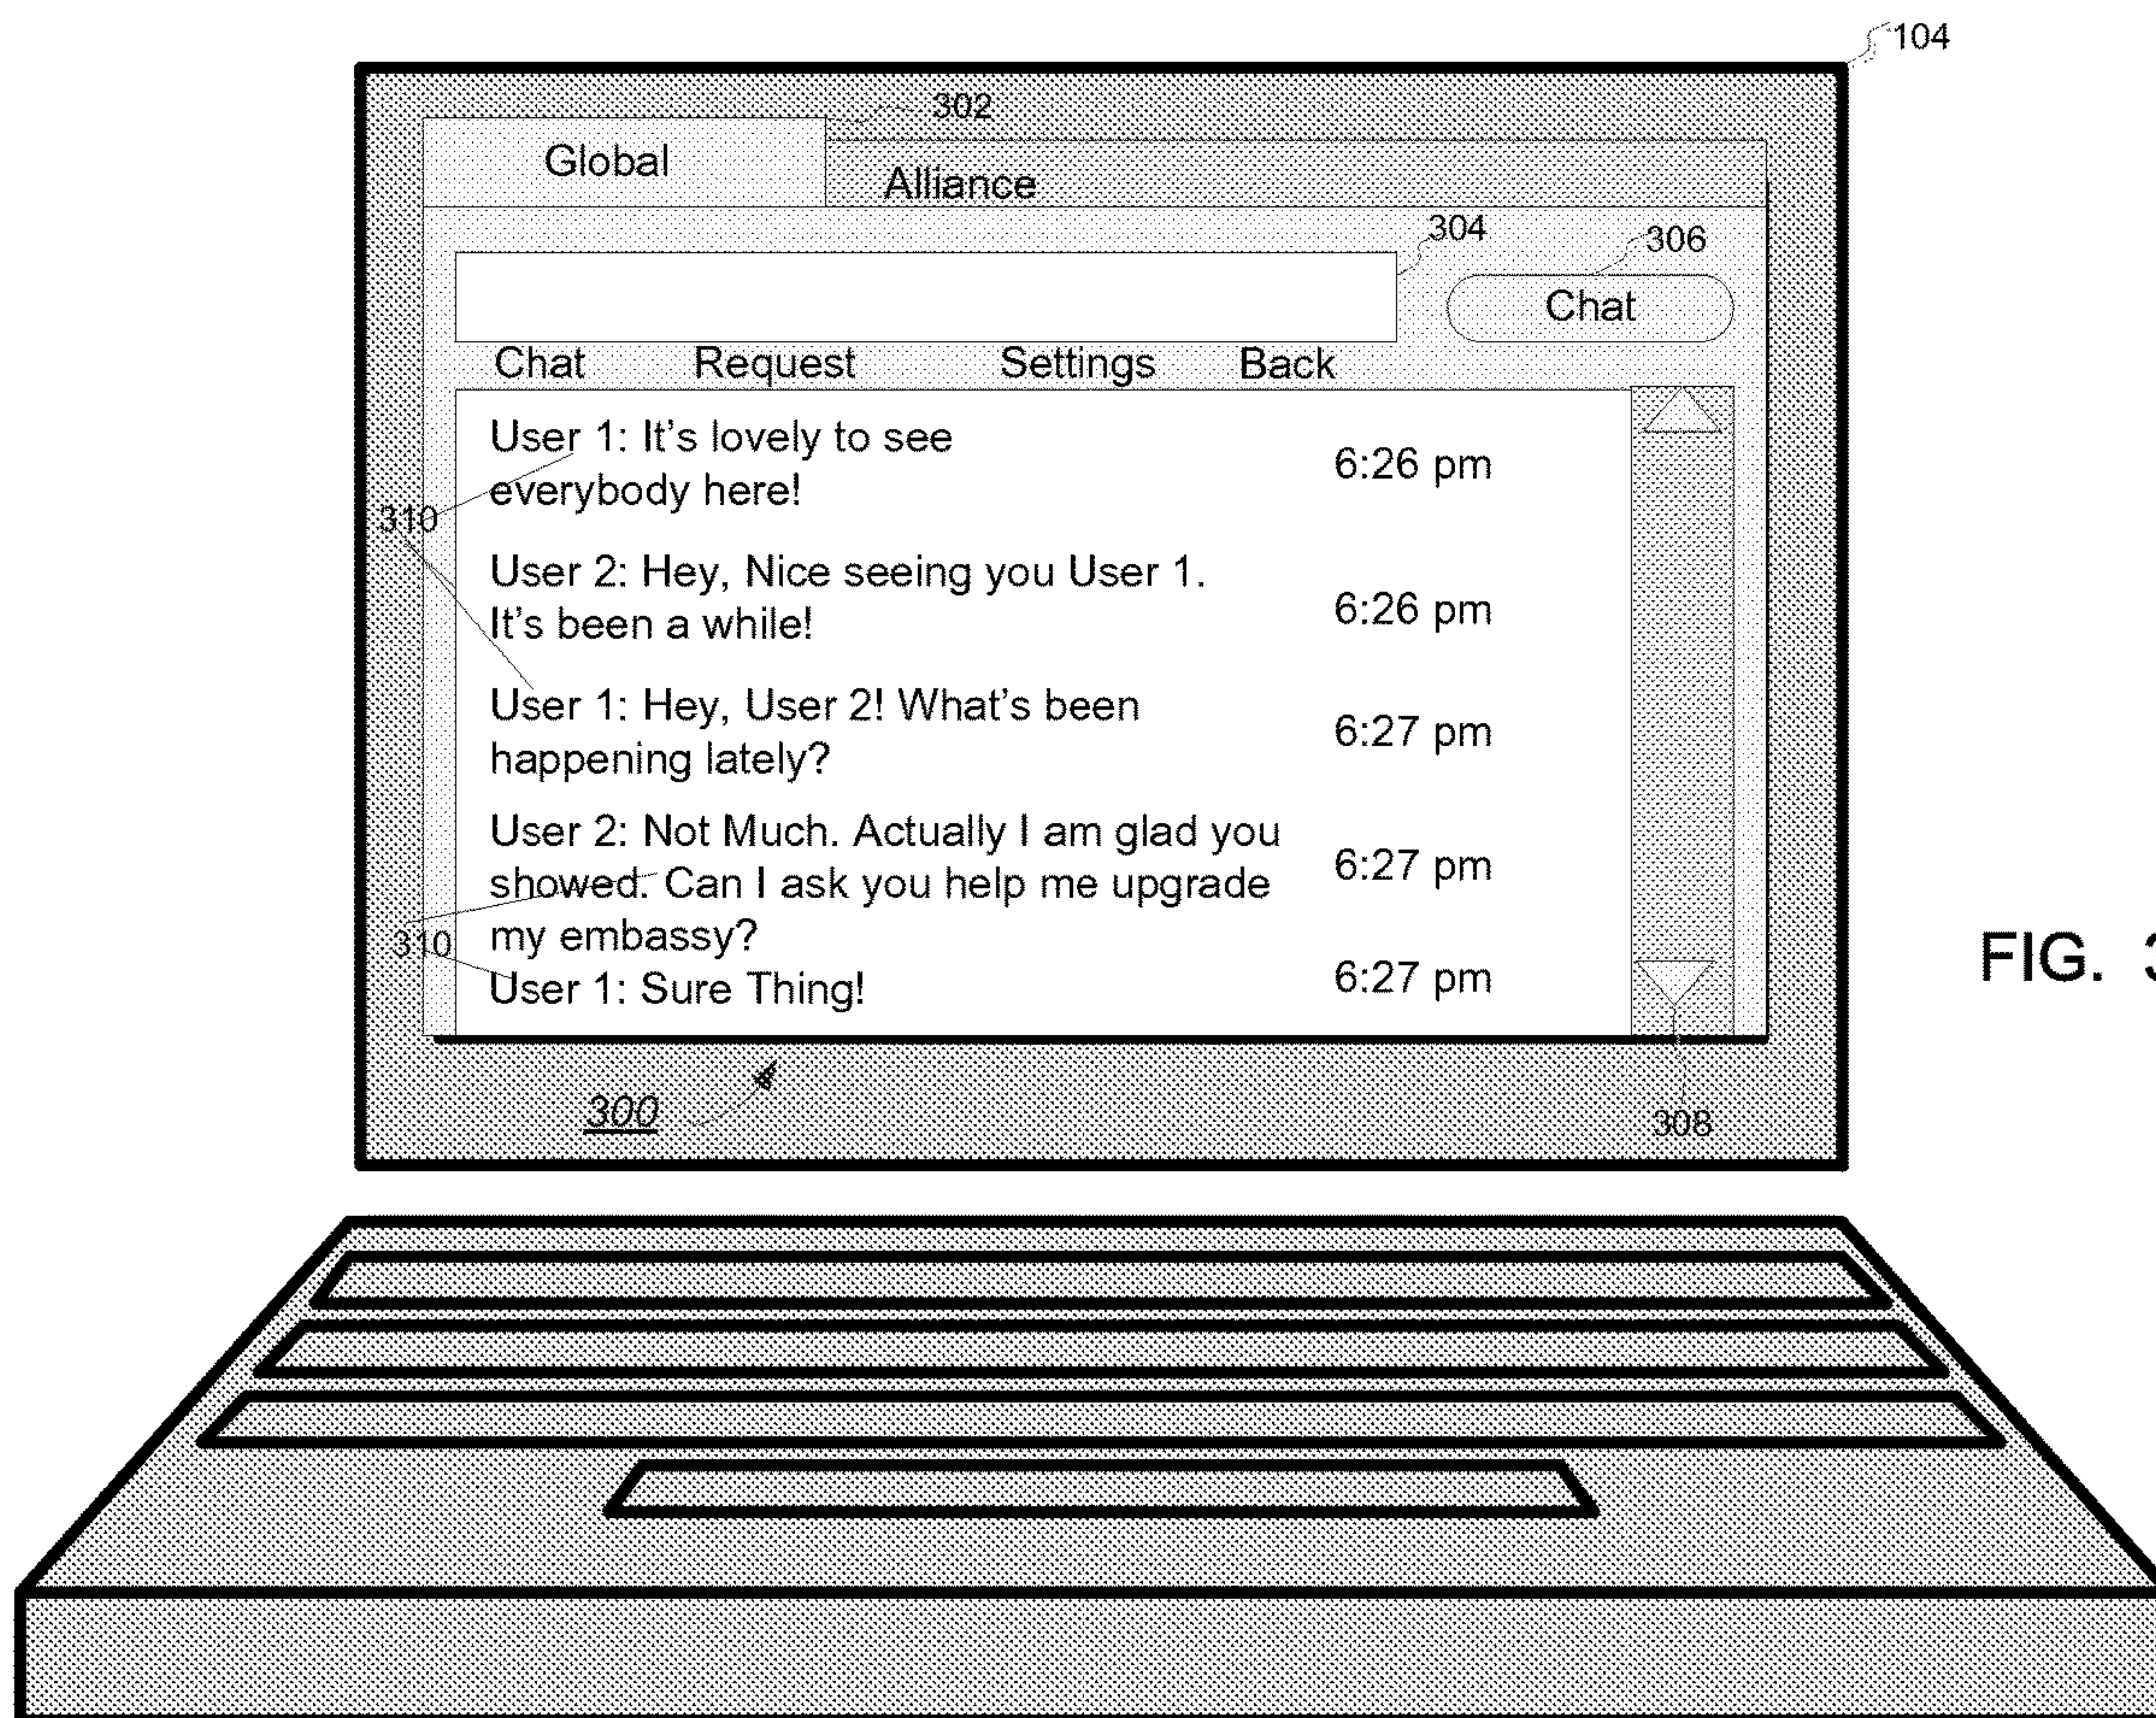 104
302
Global
Alliance
304
306
Chat
Chat Request Settings Back
User 1: It's lovely to see
everybody here!
6:26 pm
310
User 2: Hey, Nice seeing you User 1.
It's been a while!
6:26 pm
User 1: Hey, User 2! What's been
happening lately?
6:27 pm
User 2: Not Much. Actually I am glad you
showed. Can I ask you help me upgrade
my embassy?
6:27 pm
310
User 1: Sure Thing!
6:27 pm
FIG. 3
300
308